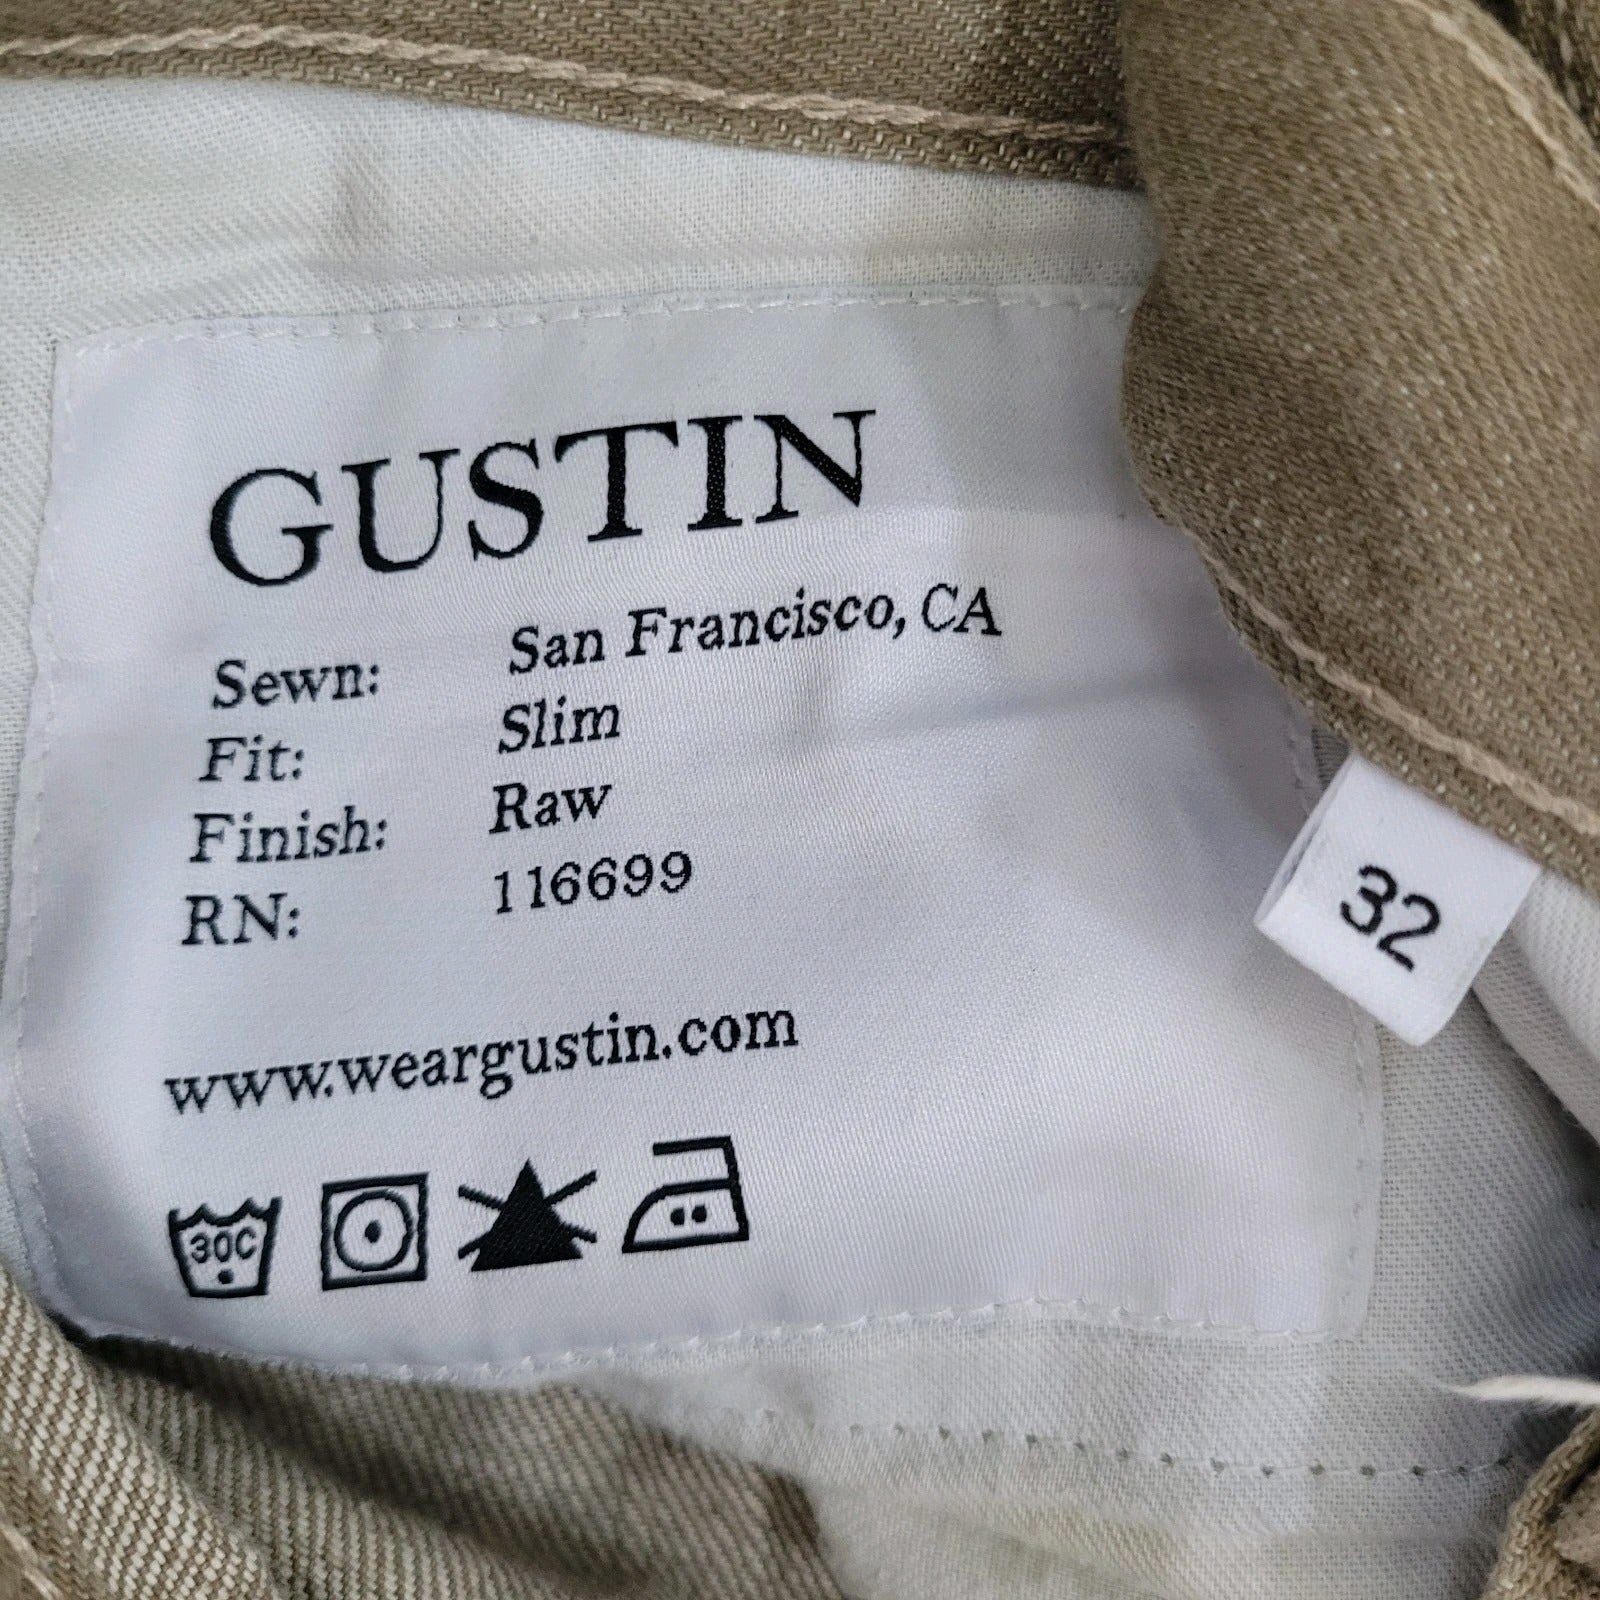 GUSTIN
Sewn: San Francisco, CA
Fit: Slim
Finish: Raw
RN: 116699
32
www.weargustin.com
30C